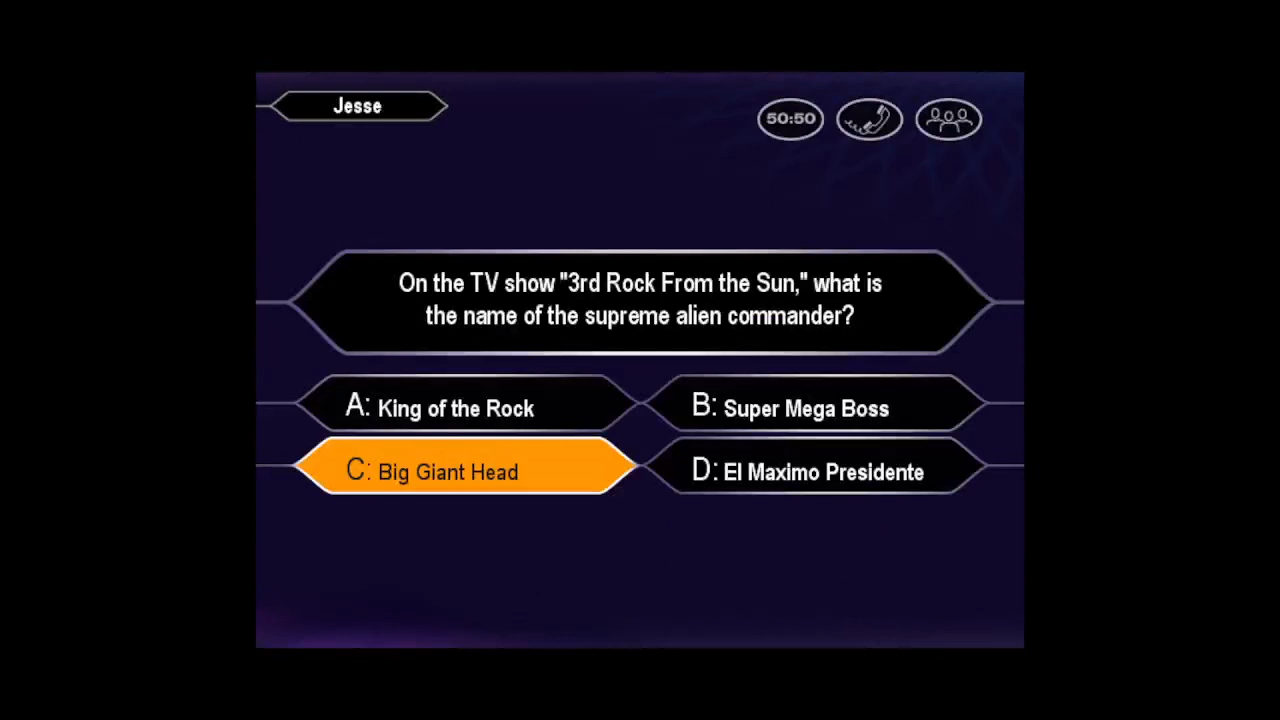 Jesse
50:50
On the TV show "3rd Rock From the Sun," what is
the name of the supreme alien commander?
A: King of the Rock
B: Super Mega Boss
C: Big Giant Head
D: El Maximo Presidente